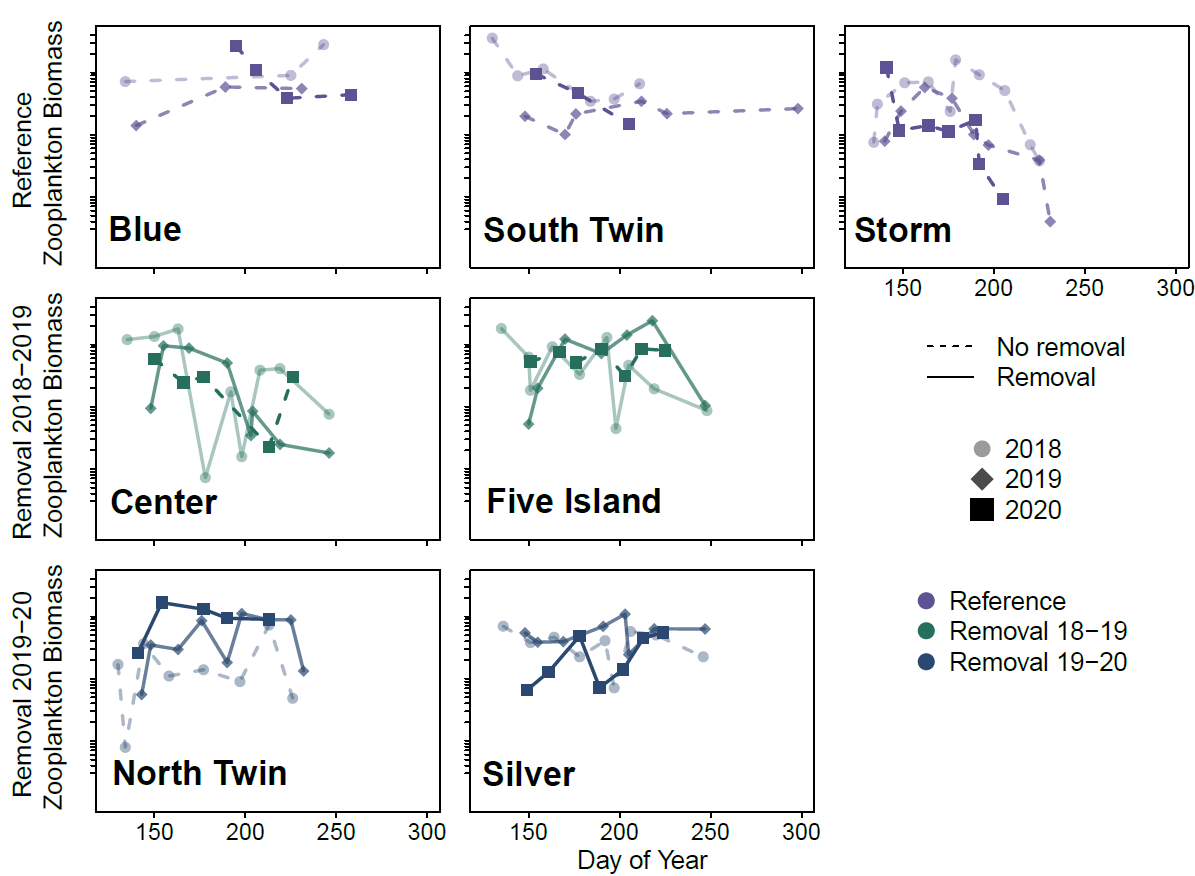 Reference
Zooplankton Biomass
Blue
South Twin
Storm
150 200 250 300
Removal 2018−2019
Zooplankton Biomass
Center
Five Island
No removal
Removal
2018
2019
2020
Reference
Removal 18−19
Removal 19−20
Removal 2019−20
Zooplankton Biomass
North Twin
Silver
150 200 250 300
150 200 250 300
Day of Year